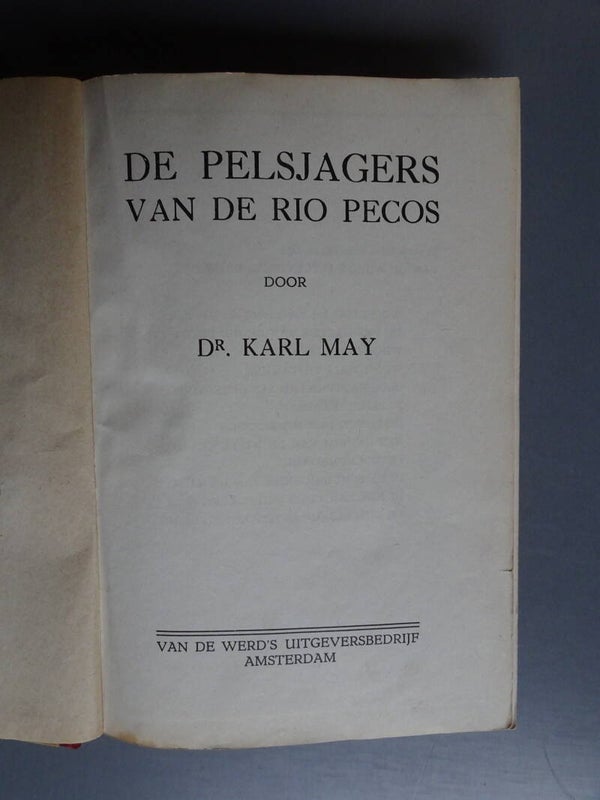 DE PELSJAGERS
VAN DE RIO PECOS
DOOR
DR. KARL MAY
VAN DE WERD'S UITGEVERSBEDRIJF
AMSTERDAM